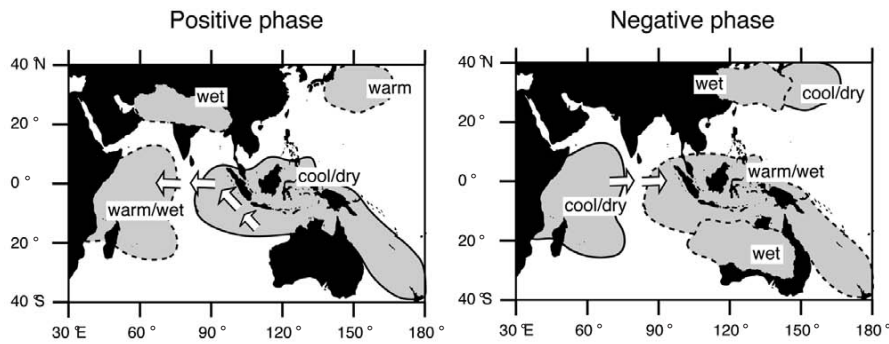 Positive phase
Negative phase
40 °N
20 °
0 °
20 °
40 °S
30 °E
60 °
90 °
120 °
150 °
180 °
wet
warm
cool/dry
warm/wet
40 °N
20 °
0 °
20 °
40 °S
30 °E
60 °
90 °
120 °
150 °
180 °
wet
cool/dry
warm/wet
cool/dry
wet